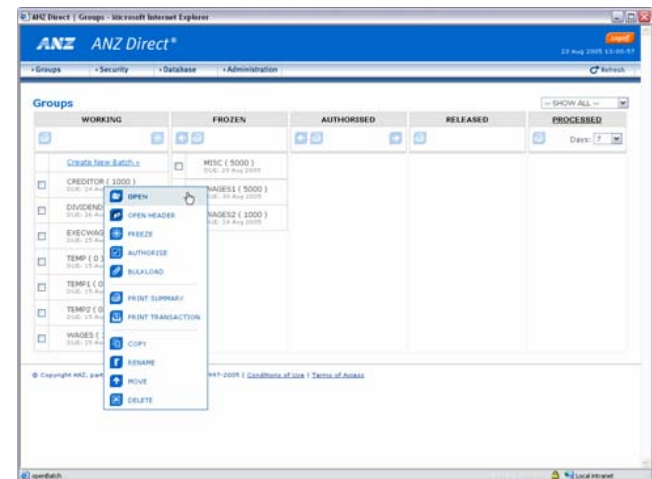 ANZ Direct | Groups - Microsoft Internet Explorer
ANZ ANZ Direct®
Logoff
23 Aug 2005 13:00:57
Groups Security Database Administration Refresh
Groups
-- SHOW ALL --
WORKING FROZEN AUTHORISED RELEASED PROCESSED
Days: 7
Create New Batch »
MISC ( 5000 )
DUE: 29 Aug 2005
CREDITOR ( 1000 )
DUE: 24 Aug
WAGES1 ( 5000 )
DUE: 30 Aug 2005
DIVIDEND
DUE: 26 Aug
WAGES2 ( 1000 )
DUE: 24 Aug 2005
EXECWAG
DUE: 25 Aug
TEMP ( 0 )
DUE: 25 Aug
TEMP1 ( 0
DUE: 25 Aug
TEMP2 ( 0
DUE: 25 Aug
WAGES (
DUE: 25 Aug
OPEN
OPEN HEADER
FREEZE
AUTHORISE
BULKLOAD
PRINT SUMMARY
PRINT TRANSACTION
COPY
RENAME
MOVE
DELETE
© Copyright ANZ, part 1997-2005 | Conditions of Use | Terms of Access
openBatch
Local intranet